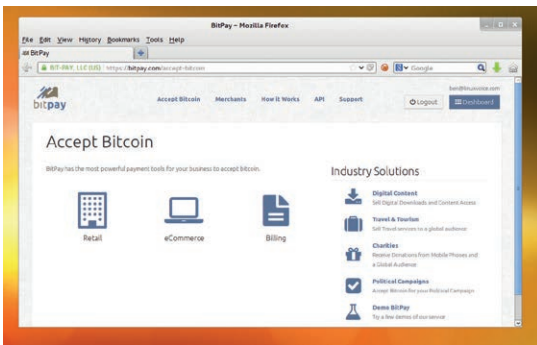 BitPay – Mozilla Firefox
File Edit View History Bookmarks Tools Help
BitPay
BIT-PAY, LLC (US) https://bitpay.com/accept-bitcoin
Google
bitpay
Accept Bitcoin Merchants How it Works API Support
ben@linuxvoice.com
Logout Dashboard
Accept Bitcoin
BitPay has the most powerful payment tools for your business to accept bitcoin.
Retail
eCommerce
Billing
Industry Solutions
Digital Content
Sell Digital Downloads and Content Access
Travel & Tourism
Sell Travel services to a global audience
Charities
Receive Donations from Mobile Phones and
a Global Audience
Political Campaigns
Accept Bitcoin for your Political Campaign
Demo BitPay
Try a few demos of our service